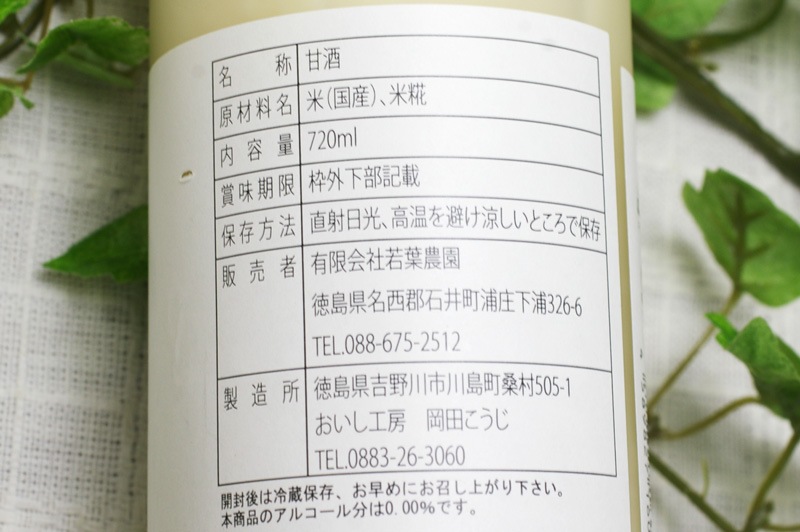 名称 甘酒
原材料名 米(国産)、米糀
内容量 720ml
賞味期限 枠外下部記載
保存方法 直射日光、高温を避け涼しいところで保存
販売者 有限会社若葉農園
徳島県名西郡石井町浦庄下浦326-6
TEL.088-675-2512
製造所 徳島県吉野川市川島町桑村505-1
おいし工房 岡田こうじ
TEL.0883-26-3060
開封後は冷蔵保存、お早めにお召し上がり下さい。
本商品のアルコール分は0.00%です。